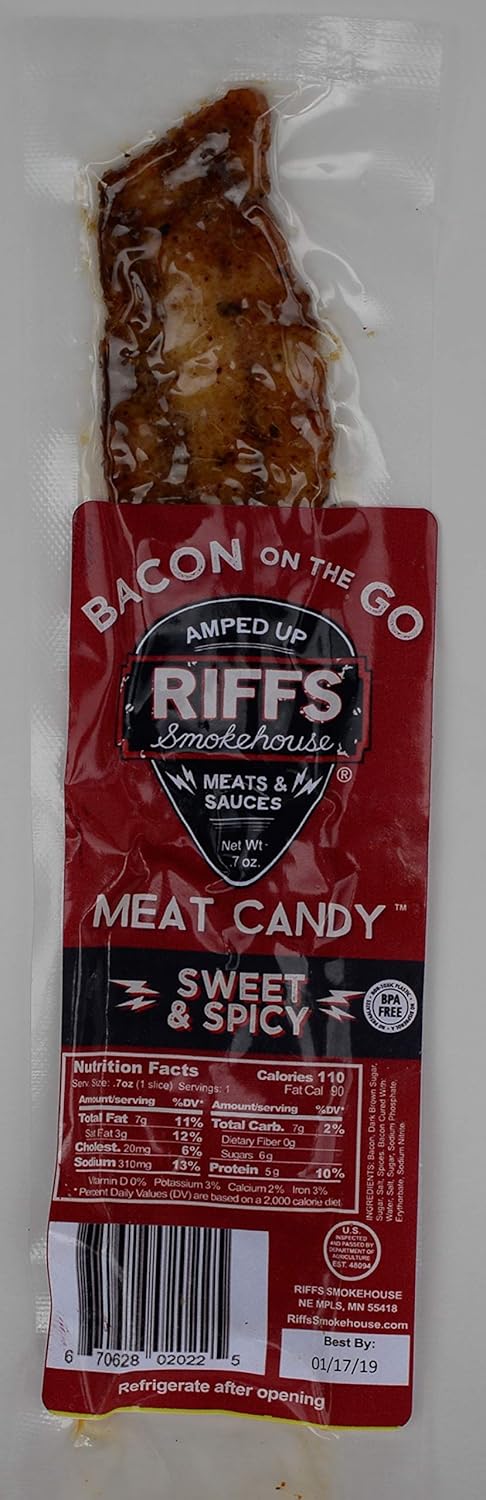 BACON ON THE GO
AMPED UP
RIFFS
Smokehouse
MEATS &
SAUCES
®
Net Wt -
.7 oz.
MEAT CANDY™
SWEET
& SPICY
BPA
FREE
Nutrition Facts
Serv. Size: .7oz (1 slice) Servings: 1
Calories 110
Fat Cal 90
Amount/serving %DV* Amount/serving %DV*
Total Fat 7g 11% Total Carb. 7g 2%
Sat Fat 3g 12% Dietary Fiber 0g
Cholest. 20mg 6% Sugars 6g
Sodium 310mg 13% Protein 5g 10%
Vitamin D 0% Potassium 3% Calcium 2% Iron 3%
*Percent Daily Values (DV) are based on a 2,000 calorie diet
INGREDIENTS: Bacon, Dark Brown Sugar,
Sugar, Salt, Spices. Bacon Cured With:
Water, Salt, Sugar, Sodium Phosphate,
Erythorbate, Sodium Nitrite.
U.S.
INSPECTED
AND PASSED BY
DEPARTMENT OF
AGRICULTURE
EST. 48094
RIFFS SMOKEHOUSE
NE MPLS, MN 55418
RiffsSmokehouse.com
Best By:
01/17/19
6 70628 02022 5
Refrigerate after opening